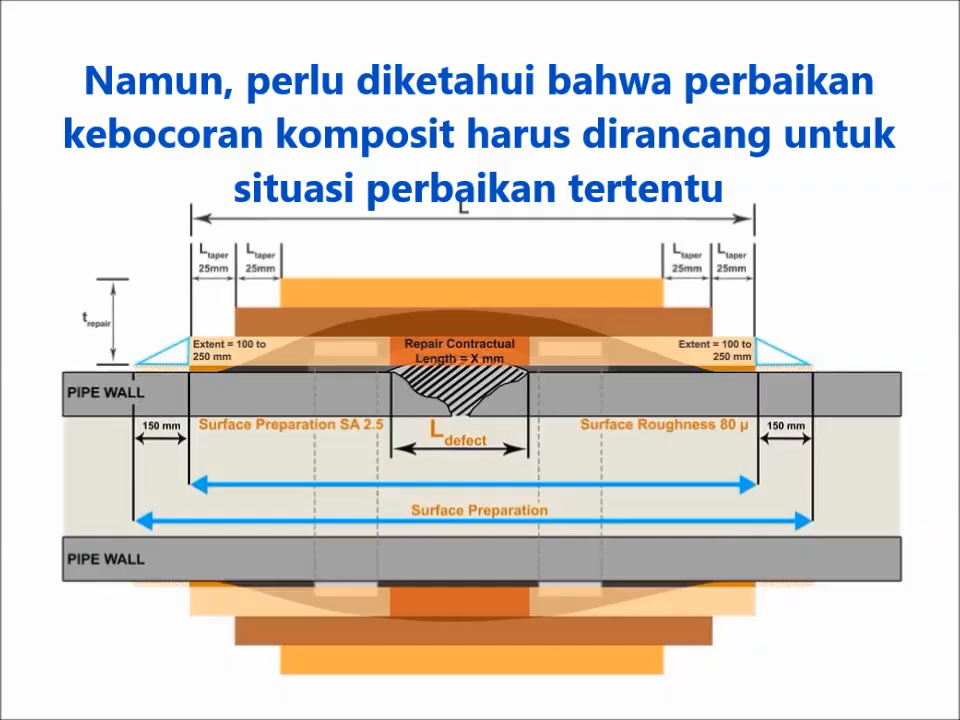 Namun, perlu diketahui bahwa perbaikan
kebocoran komposit harus dirancang untuk
situasi perbaikan tertentu
L
L taper L taper L taper L taper
25mm 25mm 25mm 25mm
t repair
Extent = 100 to
250 mm
Repair Contractual
Length = X mm
Extent = 100 to
250 mm
PIPE WALL
150 mm
Surface Preparation SA 2.5
L defect
Surface Roughness 80 µ
150 mm
Surface Preparation
PIPE WALL